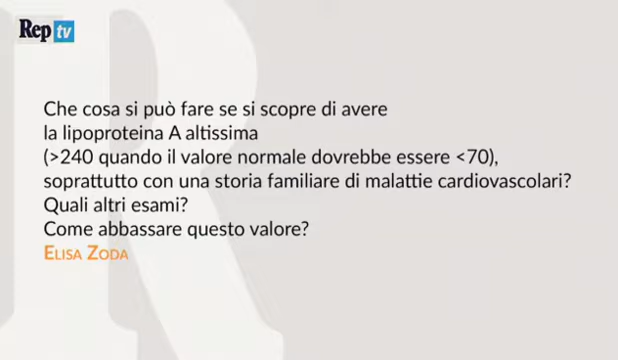 Rep tv
Che cosa si può fare se si scopre di avere
la lipoproteina A altissima
(>240 quando il valore normale dovrebbe essere <70),
soprattutto con una storia familiare di malattie cardiovascolari?
Quali altri esami?
Come abbassare questo valore?
ELISA ZODA